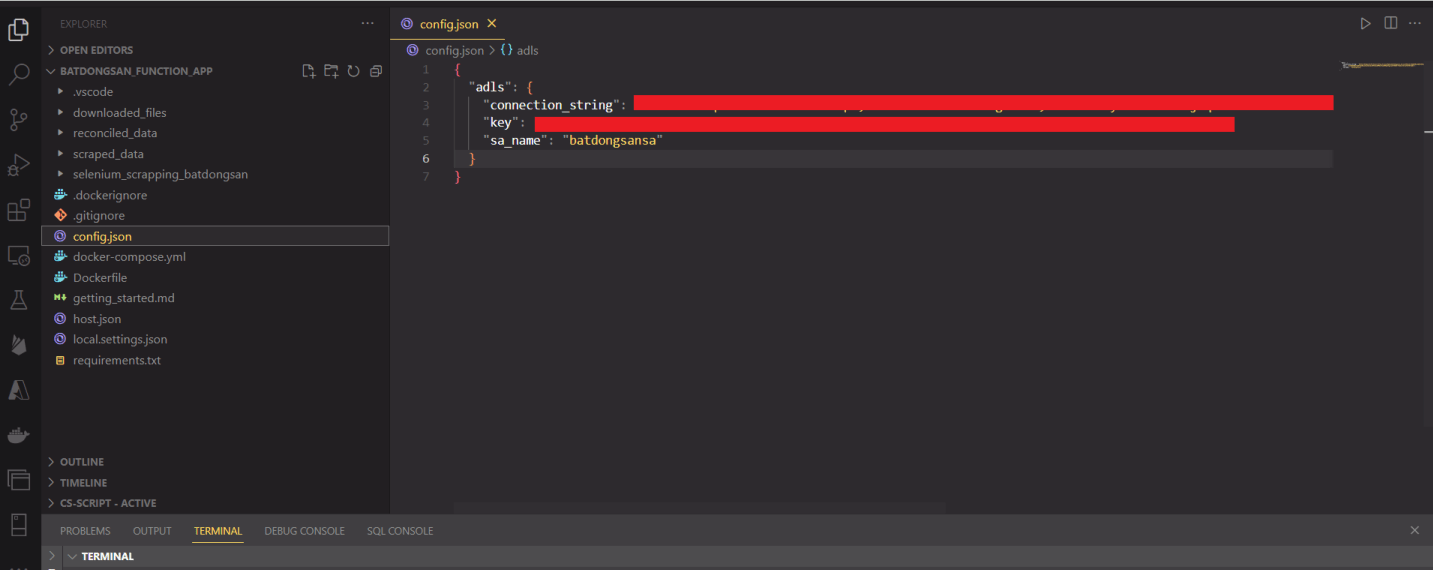 EXPLORER
OPEN EDITORS
BATDONGSAN_FUNCTION_APP
.vscode
downloaded_files
reconciled_data
scraped_data
selenium_scrapping_batdongsan
.dockerignore
.gitignore
config.json
docker-compose.yml
Dockerfile
getting_started.md
host.json
local.settings.json
requirements.txt
OUTLINE
TIMELINE
CS-SCRIPT - ACTIVE
config.json
config.json > {} adls
1 {
2 "adls": {
3 "connection_string":
4 "key":
5 "sa_name": "batdongsansa"
6 }
7 }
PROBLEMS OUTPUT TERMINAL DEBUG CONSOLE SQL CONSOLE
TERMINAL